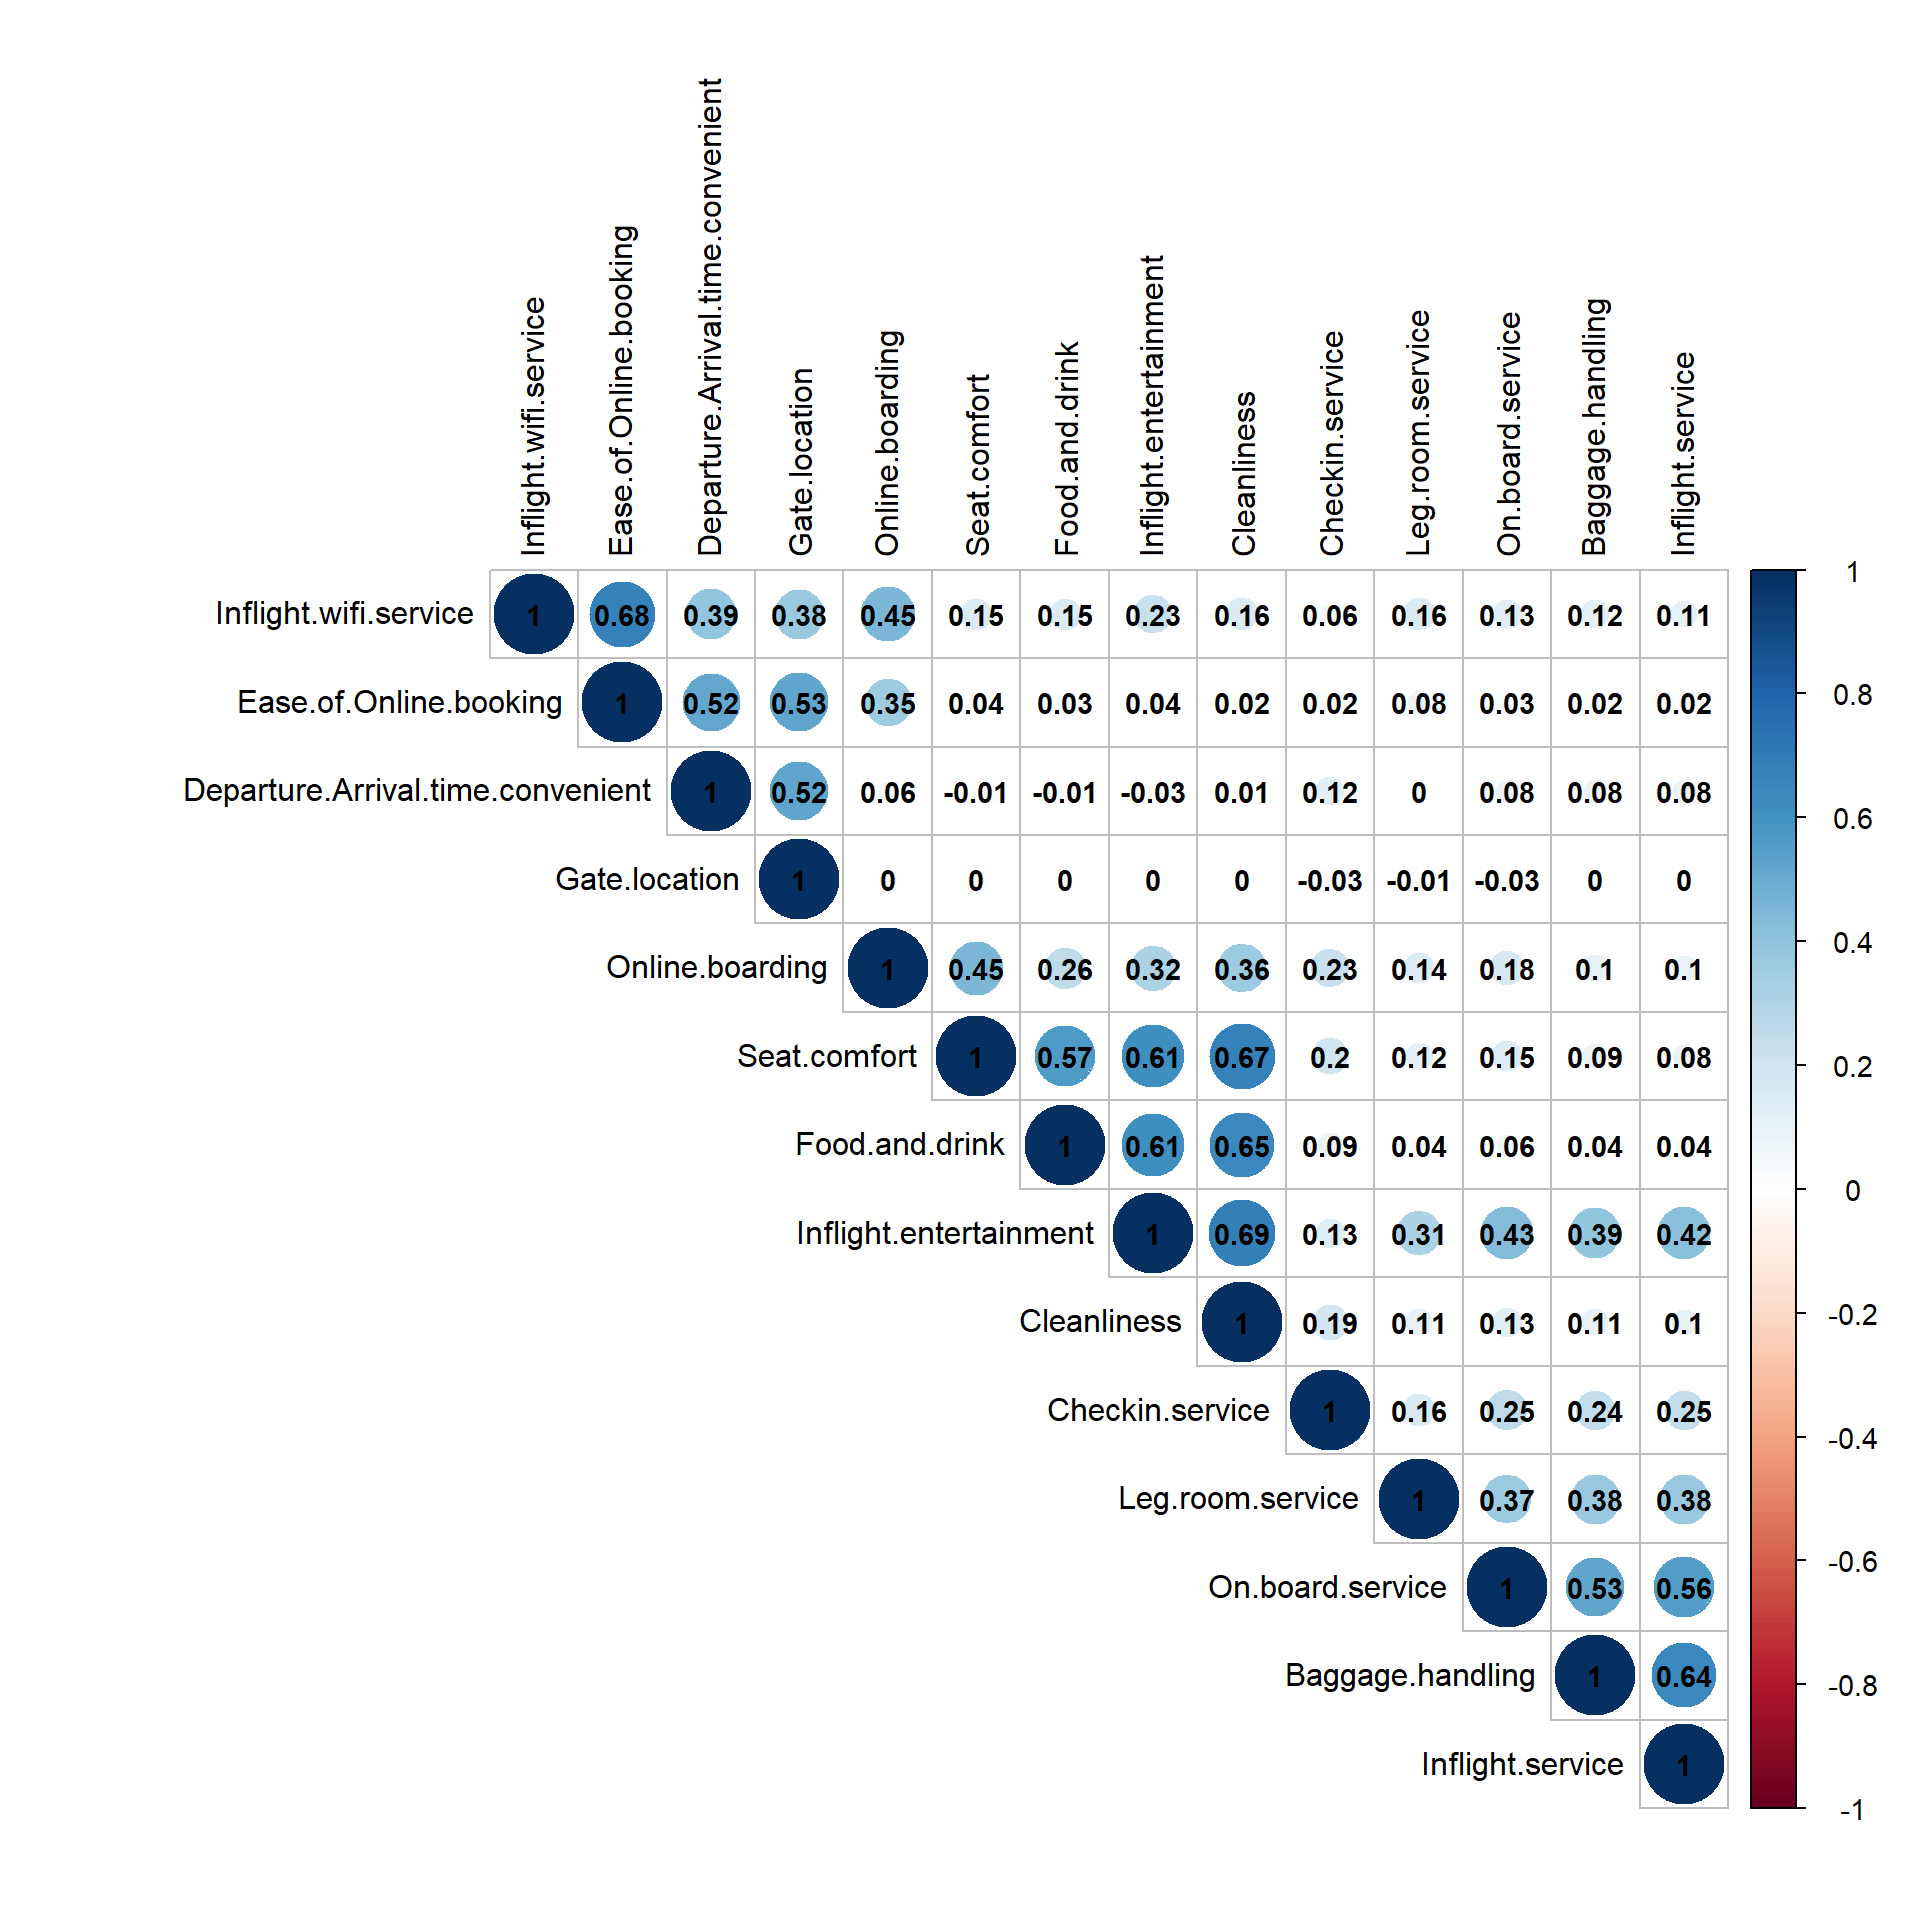 Inflight.wifi.service
Ease.of.Online.booking
Departure.Arrival.time.convenient
Gate.location
Online.boarding
Seat.comfort
Food.and.drink
Inflight.entertainment
Cleanliness
Checkin.service
Leg.room.service
On.board.service
Baggage.handling
Inflight.service
Inflight.wifi.service 1 0.68 0.39 0.38 0.45 0.15 0.15 0.23 0.16 0.06 0.16 0.13 0.12 0.11
Ease.of.Online.booking 1 0.52 0.53 0.35 0.04 0.03 0.04 0.02 0.02 0.08 0.03 0.02 0.02
Departure.Arrival.time.convenient 1 0.52 0.06 -0.01 -0.01 -0.03 0.01 0.12 0 0.08 0.08 0.08
Gate.location 1 0 0 0 0 0 -0.03 -0.01 -0.03 0 0
Online.boarding 1 0.45 0.26 0.32 0.36 0.23 0.14 0.18 0.1 0.1
Seat.comfort 1 0.57 0.61 0.67 0.2 0.12 0.15 0.09 0.08
Food.and.drink 1 0.61 0.65 0.09 0.04 0.06 0.04 0.04
Inflight.entertainment 1 0.69 0.13 0.31 0.43 0.39 0.42
Cleanliness 1 0.19 0.11 0.13 0.11 0.1
Checkin.service 1 0.16 0.25 0.24 0.25
Leg.room.service 1 0.37 0.38 0.38
On.board.service 1 0.53 0.56
Baggage.handling 1 0.64
Inflight.service 1
1
0.8
0.6
0.4
0.2
0
-0.2
-0.4
-0.6
-0.8
-1